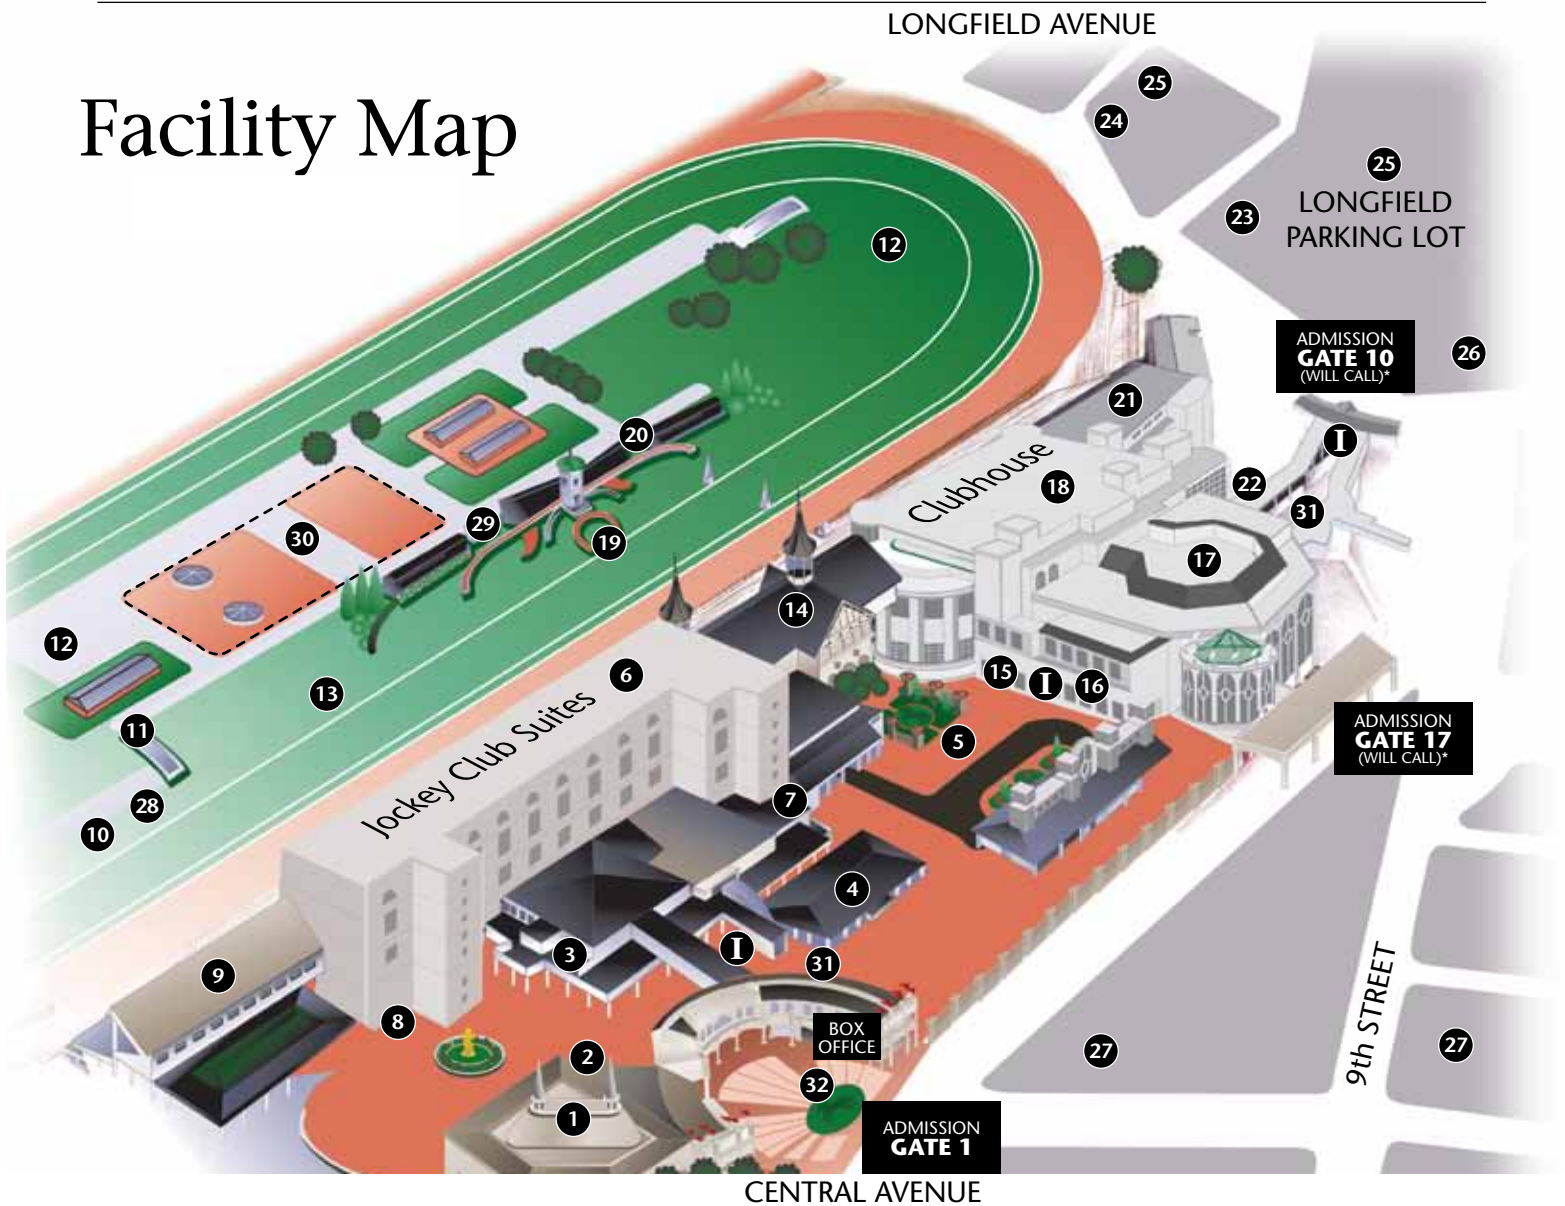 LONGFIELD AVENUE
Facility Map
25
24
25
LONGFIELD
PARKING LOT
23
12
ADMISSION
GATE 10
(WILL CALL)*
26
21
20
I
Clubhouse
18
22
31
29
30
19
17
14
12
6
15
I
16
13
Jockey Club Suites
11
5
ADMISSION
GATE 17
(WILL CALL)*
28
7
10
4
3
I
31
9
8
BOX
OFFICE
2
27
9th STREET
27
32
1
ADMISSION
GATE 1
CENTRAL AVENUE